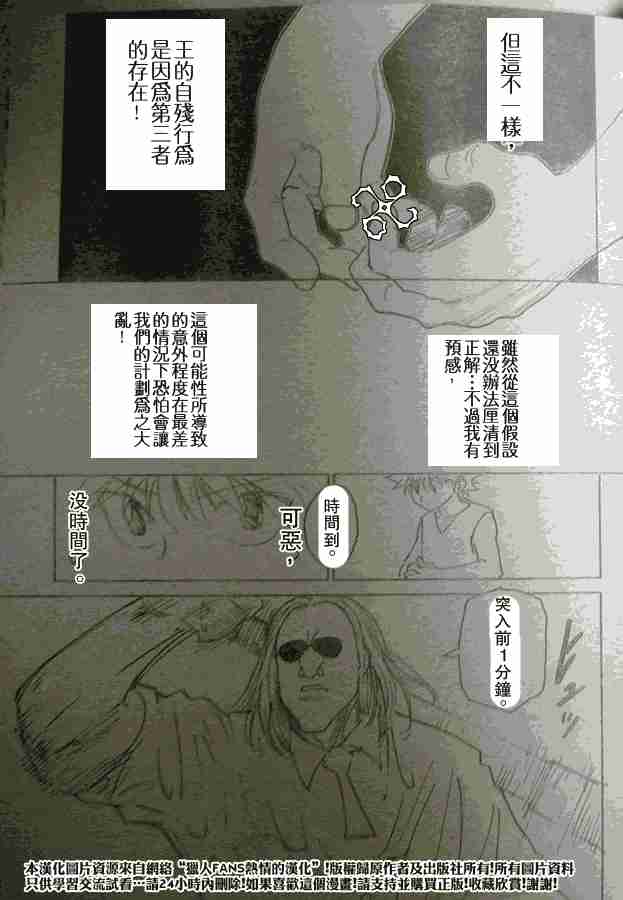 但這不一樣，
王的自殘行為
是因為第三者
的存在！
雖然從這個假設
還没辦法厘清到
正解…不過我有
預感，
這個可能性所導致
的意外程度在最差
的情況下恐怕會讓
我們的計劃為之大
亂！
時間到。
可惡，
没時間了。
突入前1分鐘。
本漢化圖片資源來自網絡“獵人FANS熱情的漢化”！版權歸原作者及出版社所有！所有圖片資料
只供學習交流試看…請24小時内刪除！如果喜歡這個漫畫！請支持並購買正版！收藏欣賞！謝謝！